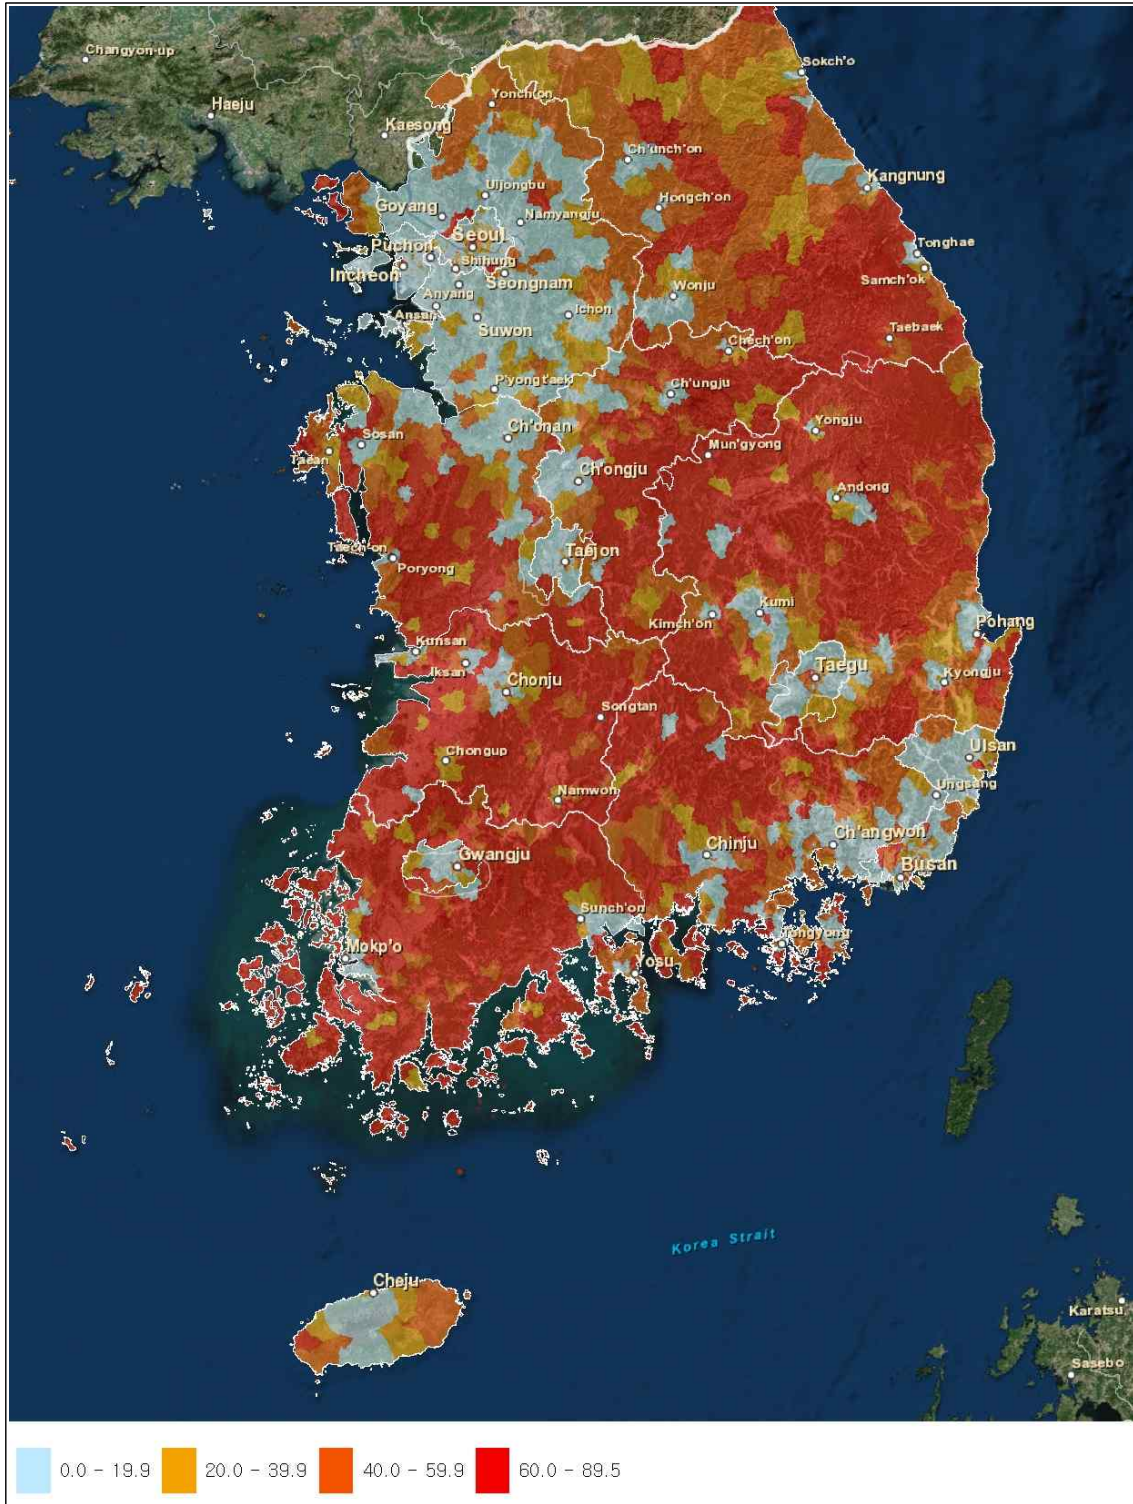 Changyon-up
Sokch'o
Haeju
Yonch'on
Kaesong
Ch'unch'on
Kangnung
Uijongbu
Hongch'on
Goyang
Namyangju
Seoul
Tonghae
Puchon
Shihung
Incheon
Seongnam
Samch'ok
Anyang
Wonju
Ansan
Ichon
Suwon
Taebaek
Chech'on
P'yongt'aek
Ch'ungju
Yongju
Ch'onan
Sosan
Mun'gyong
Taean
Ch'ongju
Andong
Taech'on
Taejon
Poryong
Kumi
Kimch'on
Pohang
Kunsan
Iksan
Taegu
Kyongju
Chonju
Songtan
Ulsan
Chongup
Ungsang
Namwon
Ch'angwon
Chinju
Gwangju
Busan
Sunch'on
Tongyong
Mokp'o
Yosu
Korea Strait
Cheju
Karatsu
Sasebo
0.0 - 19.9 20.0 - 39.9 40.0 - 59.9 60.0 - 89.5